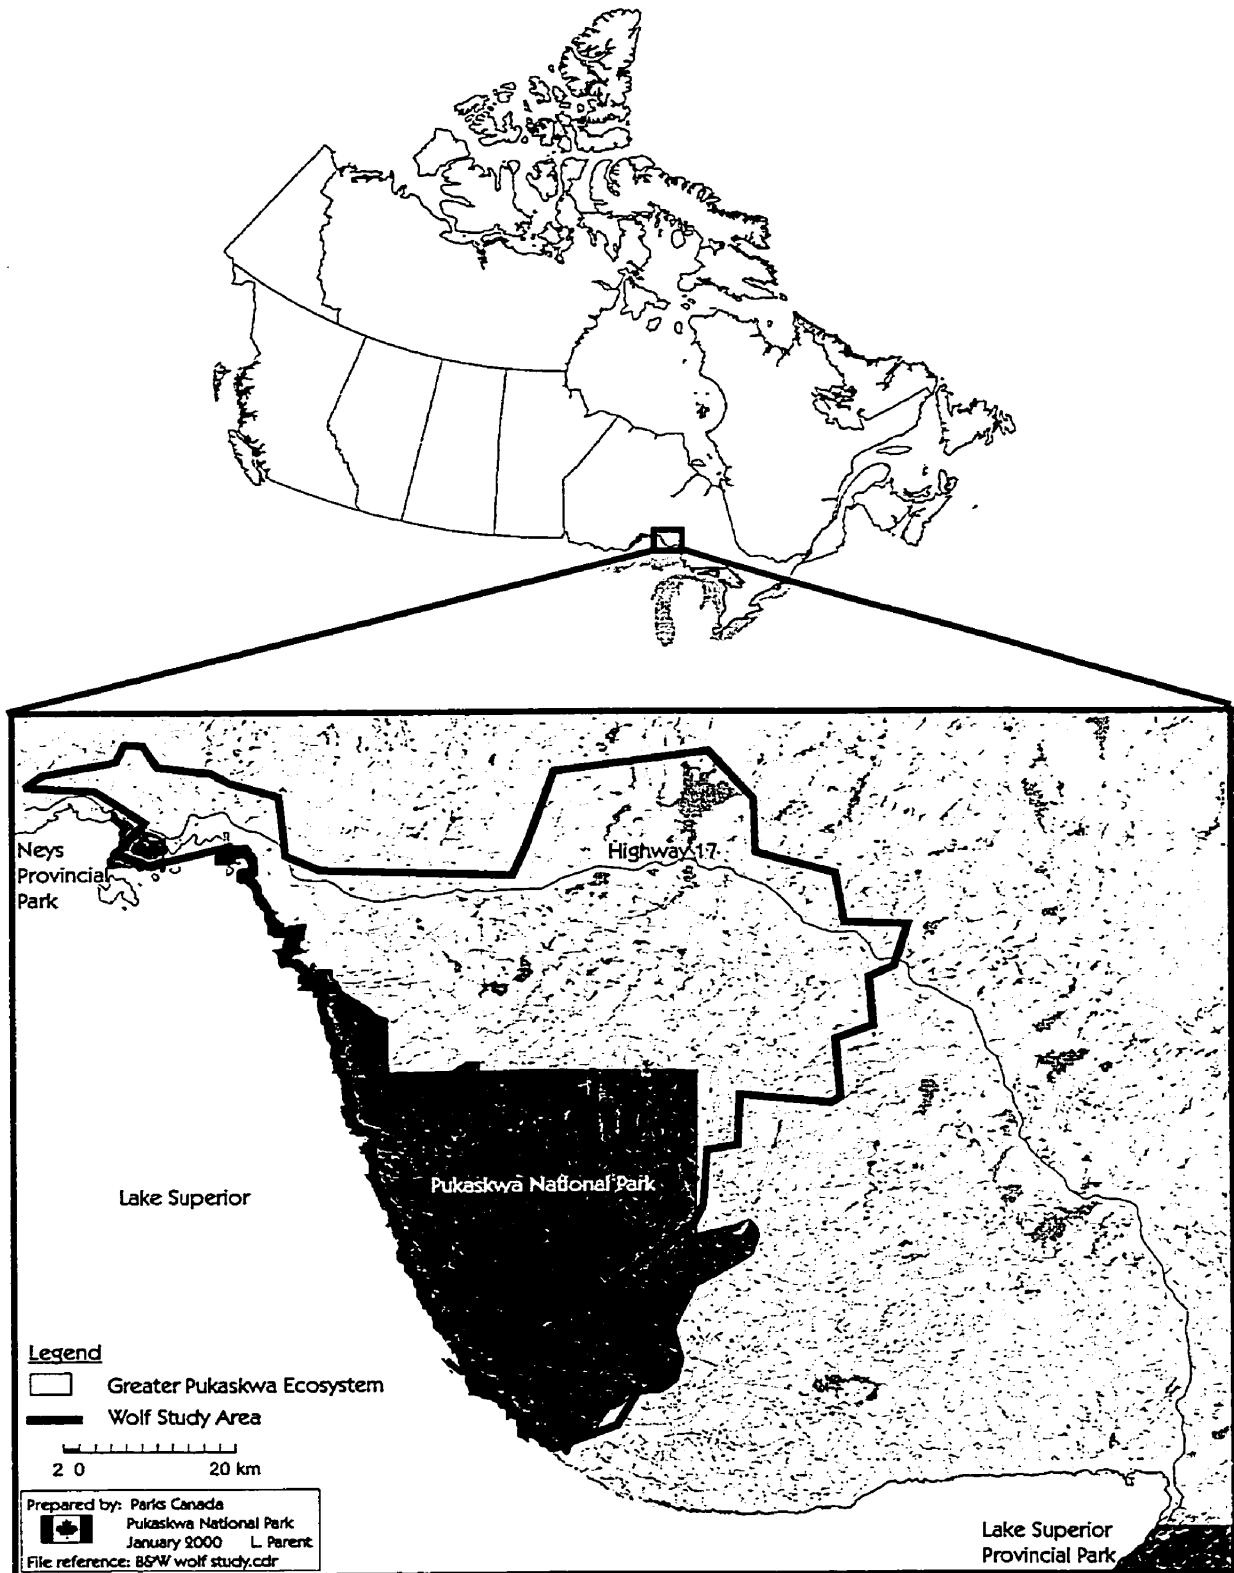 Neys
Provincial
Park
Highway 17
Pukaskwa National Park
Lake Superior
Legend
Greater Pukaskwa Ecosystem
Wolf Study Area
2 0 20 km
Prepared by: Parks Canada
Pukaskwa National Park
January 2000 L. Parent
File reference: B&W wolf study.cdr
Lake Superior
Provincial Park